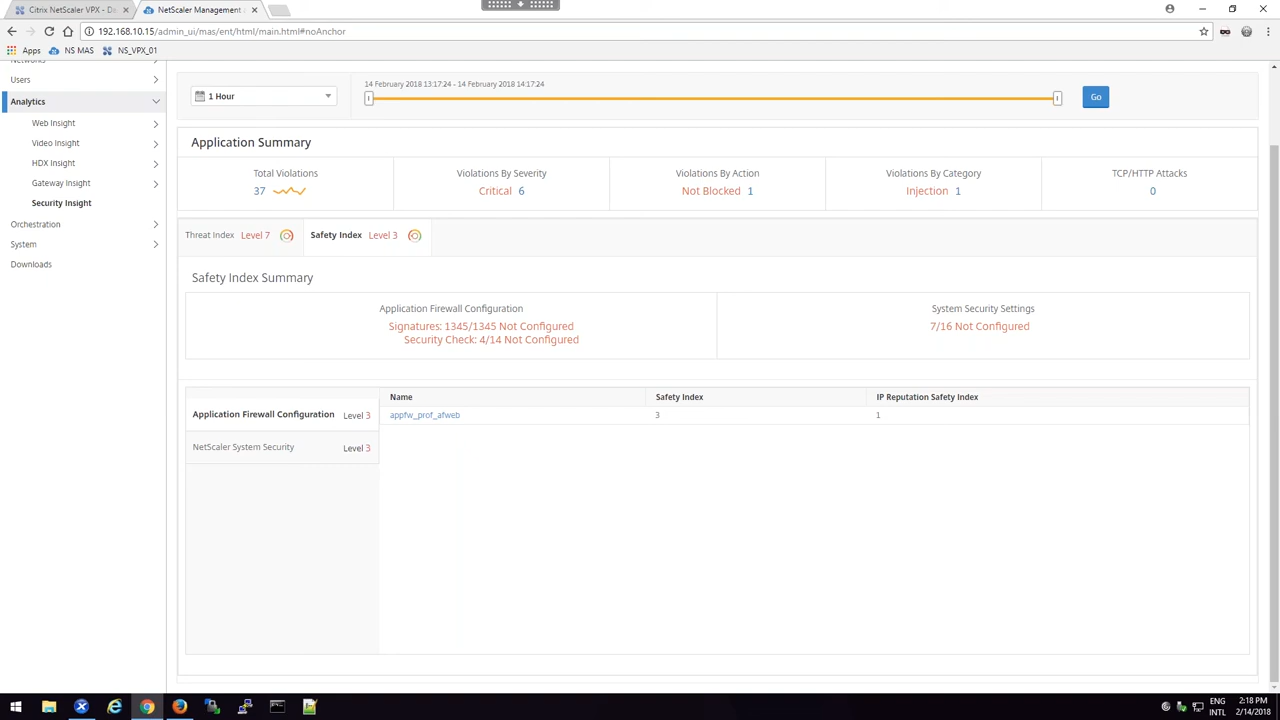 Citrix NetScaler VPX - De
NetScaler Management
192.168.10.15/admin_ui/mas/ent/html/main.html#noAnchor
Apps NS MAS NS_VPX_01
Networks
Users
Analytics
Web Insight
Video Insight
HDX Insight
Gateway Insight
Security Insight
Orchestration
System
Downloads
1 Hour
14 February 2018 13:17:24 - 14 February 2018 14:17:24
Go
Application Summary
Total Violations
37
Violations By Severity
Critical 6
Violations By Action
Not Blocked 1
Violations By Category
Injection 1
TCP/HTTP Attacks
0
Threat Index Level 7
Safety Index Level 3
Safety Index Summary
Application Firewall Configuration
Signatures: 1345/1345 Not Configured
Security Check: 4/14 Not Configured
System Security Settings
7/16 Not Configured
Application Firewall Configuration Level 3
NetScaler System Security Level 3
Name Safety Index IP Reputation Safety Index
appfw_prof_afweb 3 1
ENG 2:18 PM
INTL 2/14/2018